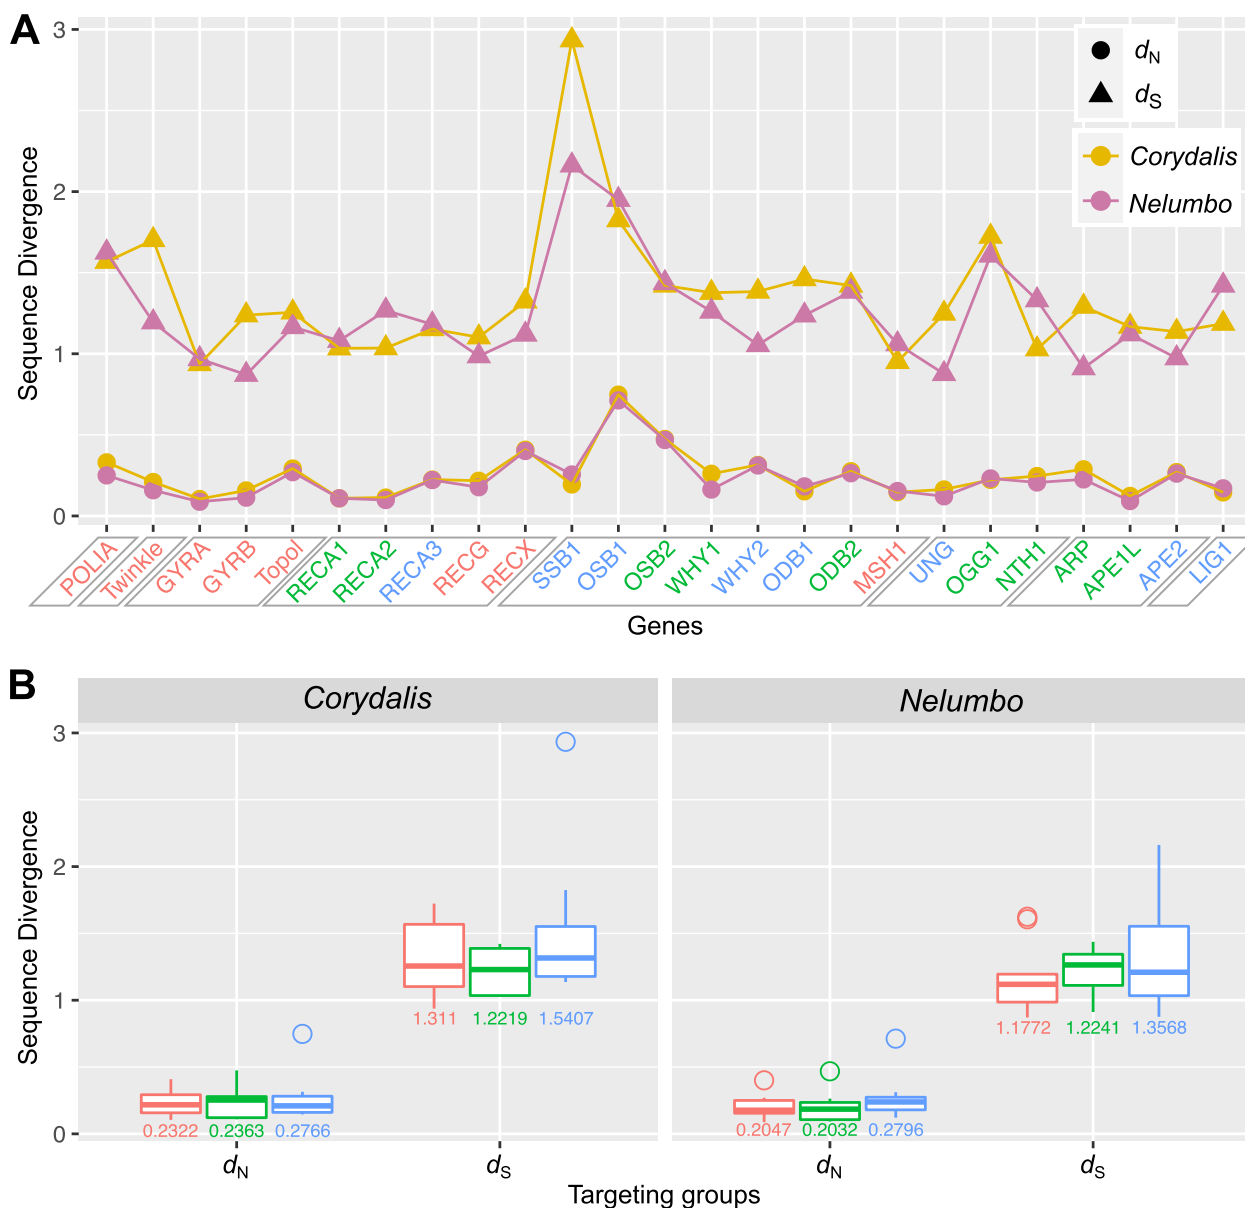 A
3
2
1
0
Sequence Divergence
dN
dS
Corydalis
Nelumbo
POLIA
Twinkle
GYRA
GYRB
TopoI
RECA1
RECA2
RECA3
RECG
RECX
SSB1
OSB1
OSB2
WHY1
WHY2
ODB1
ODB2
MSH1
UNG
OGG1
NTH1
ARP
APE1L
APE2
LIG1
Genes
B
Corydalis
Nelumbo
3
2
1
0
Sequence Divergence
1.311 1.2219 1.5407
1.1772 1.2241 1.3568
0.2322 0.2363 0.2766
0.2047 0.2032 0.2796
dN dS dN dS
Targeting groups